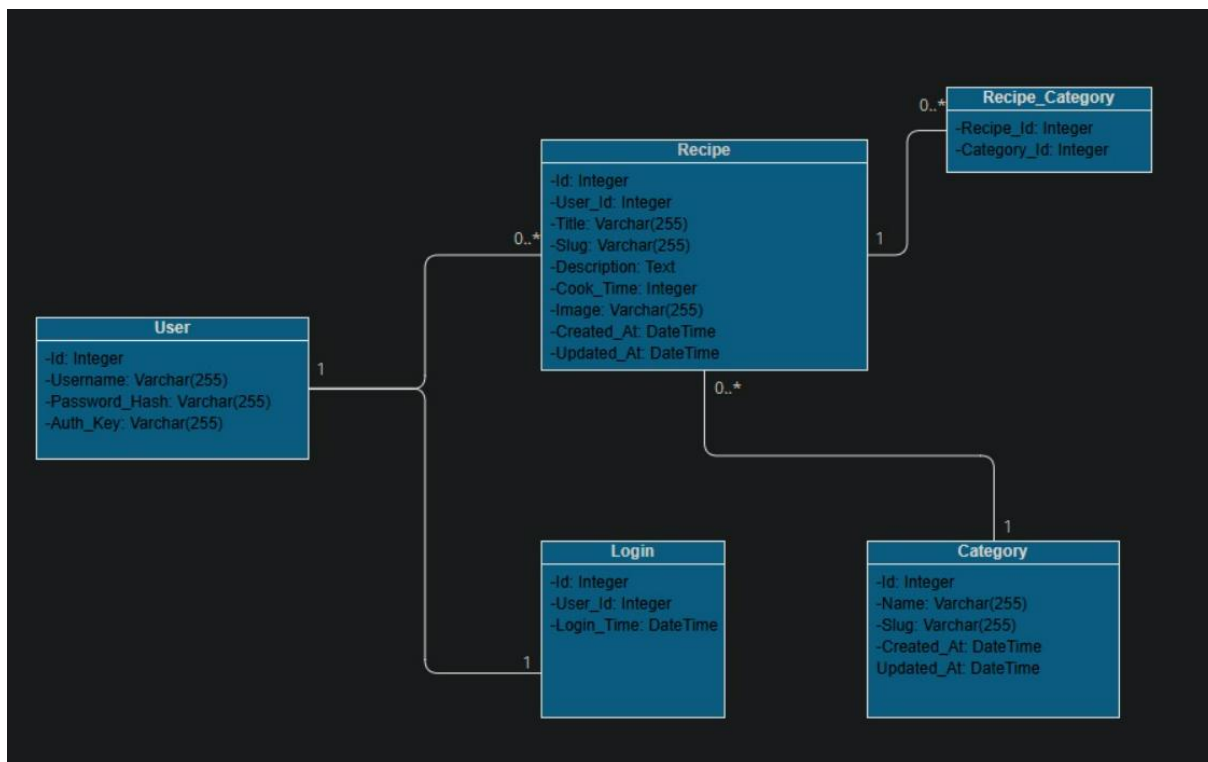 Recipe_Category
0..*
-Recipe_Id: Integer
-Category_Id: Integer
Recipe
-Id: Integer
-User_Id: Integer
-Title: Varchar(255)
-Slug: Varchar(255)
-Description: Text
-Cook_Time: Integer
-Image: Varchar(255)
-Created_At: DateTime
-Updated_At: DateTime
0..*
1
0..*
User
-Id: Integer
-Username: Varchar(255)
-Password_Hash: Varchar(255)
-Auth_Key: Varchar(255)
1
Login
-Id: Integer
-User_Id: Integer
-Login_Time: DateTime
1
1
Category
-Id: Integer
-Name: Varchar(255)
-Slug: Varchar(255)
-Created_At: DateTime
Updated_At: DateTime